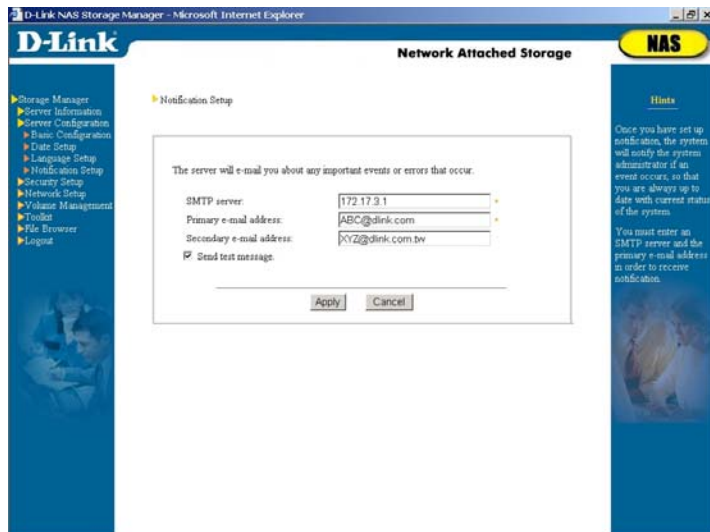 D-Link NAS Storage Manager - Microsoft Internet Explorer
D-Link
Network Attached Storage
NAS
Storage Manager
Server Information
Server Configuration
Basic Configuration
Date Setup
Language Setup
Notification Setup
Security Setup
Network Setup
Volume Management
Toolkit
File Browser
Logout
Notification Setup
The server will e-mail you about any important events or errors that occur.
SMTP server: 172.17.3.1 *
Primary e-mail address: ABC@dlink.com *
Secondary e-mail address: XYZ@dlink.com.tw
Send test message.
Apply Cancel
Hints
Once you have set up
notification, the system
will notify the system
administrator if an
event occurs, so that
you are always up to
date with current status
of the system.
You must enter an
SMTP server and the
primary e-mail address
in order to receive
notification.